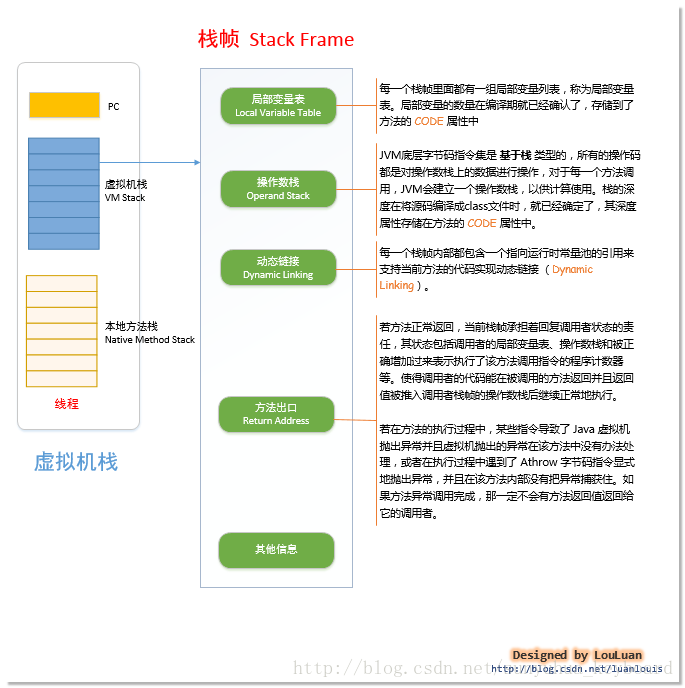 栈帧 Stack Frame
PC
虚拟机栈
VM Stack
本地方法栈
Native Method Stack
线程
虚拟机栈
局部变量表
Local Variable Table
每一个栈帧里面都有一组局部变量列表，称为局部变量
表。局部变量的数量在编译期就已经确认了，存储到了
方法的 CODE 属性中
操作数栈
Operand Stack
JVM底层字节码指令集是 基于栈 类型的，所有的操作码
都是对操作数栈上的数据进行操作，对于每一个方法调
用，JVM会建立一个操作数栈，以供计算使用。栈的深
度在将源码编译成class文件时，就已经确定了，其深度
属性存储在方法的 CODE 属性中。
动态链接
Dynamic Linking
每一个栈帧内部都包含一个指向运行时常量池的引用来
支持当前方法的代码实现动态链接 （Dynamic
Linking）。
方法出口
Return Address
若方法正常返回，当前栈帧承担着回复调用者状态的责
任，其状态包括调用者的局部变量表、操作数栈和被正
确增加过来表示执行了该方法调用指令的程序计数器
等。使得调用者的代码能在被调用的方法返回并且返回
值被推入调用者栈帧的操作数栈后继续正常地执行。
若在方法的执行过程中，某些指令导致了 Java 虚拟机
抛出异常并且虚拟机抛出的异常在该方法中没有办法处
理，或者在执行过程中遇到了 Athrow 字节码指令显式
地抛出异常，并且在该方法内部没有把异常捕获住。如
果方法异常调用完成，那一定不会有方法返回值返回给
它的调用者。
其他信息
Designed by LouLuan
http://blog.csdn.net/luanlouis
http://blog.csdn.net/